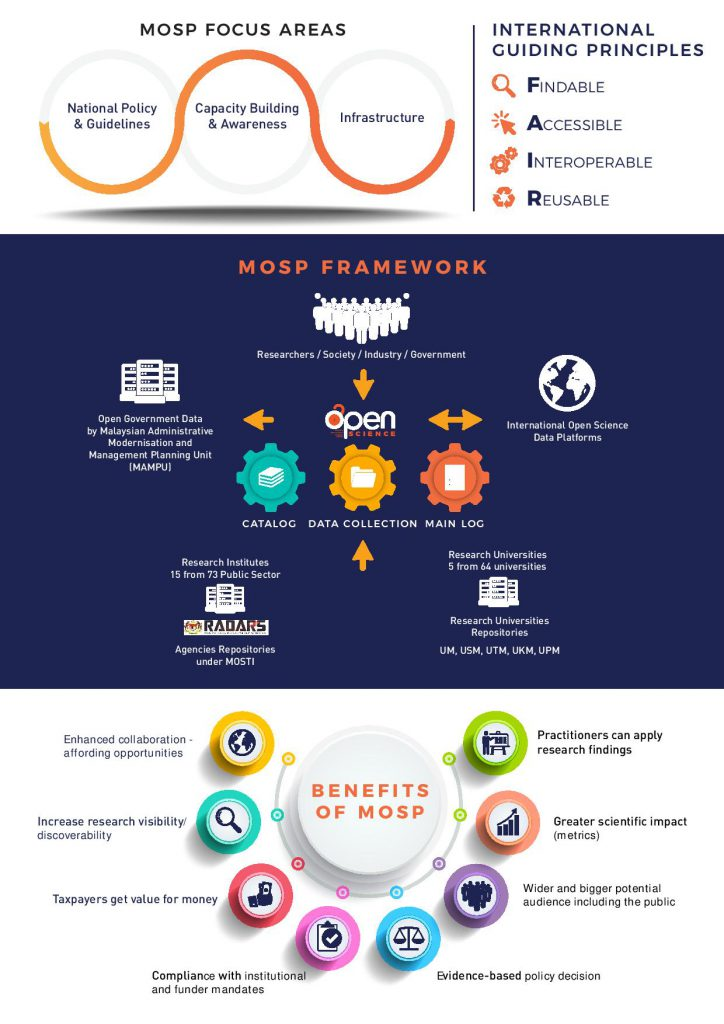 MOSP FOCUS AREAS
National Policy
& Guidelines
Capacity Building
& Awareness
Infrastructure
INTERNATIONAL
GUIDING PRINCIPLES
FINDABLE
ACCESSIBLE
INTEROPERABLE
REUSABLE
MOSP FRAMEWORK
Researchers / Society / Industry / Government
Open Government Data
by Malaysian Administrative
Modernisation and
Management Planning Unit
(MAMPU)
open
SCIENCE
International Open Science
Data Platforms
CATALOG
DATA COLLECTION
MAIN LOG
Research Institutes
15 from 73 Public Sector
RADARS
Agencies Repositories
under MOSTI
Research Universities
5 from 64 universities
Research Universities
Repositories
UM, USM, UTM, UKM, UPM
BENEFITS
OF MOSP
Enhanced collaboration -
affording opportunities
Increase research visibility/
discoverability
Taxpayers get value for money
Compliance with institutional
and funder mandates
Evidence-based policy decision
Wider and bigger potential
audience including the public
Greater scientific impact
(metrics)
Practitioners can apply
research findings